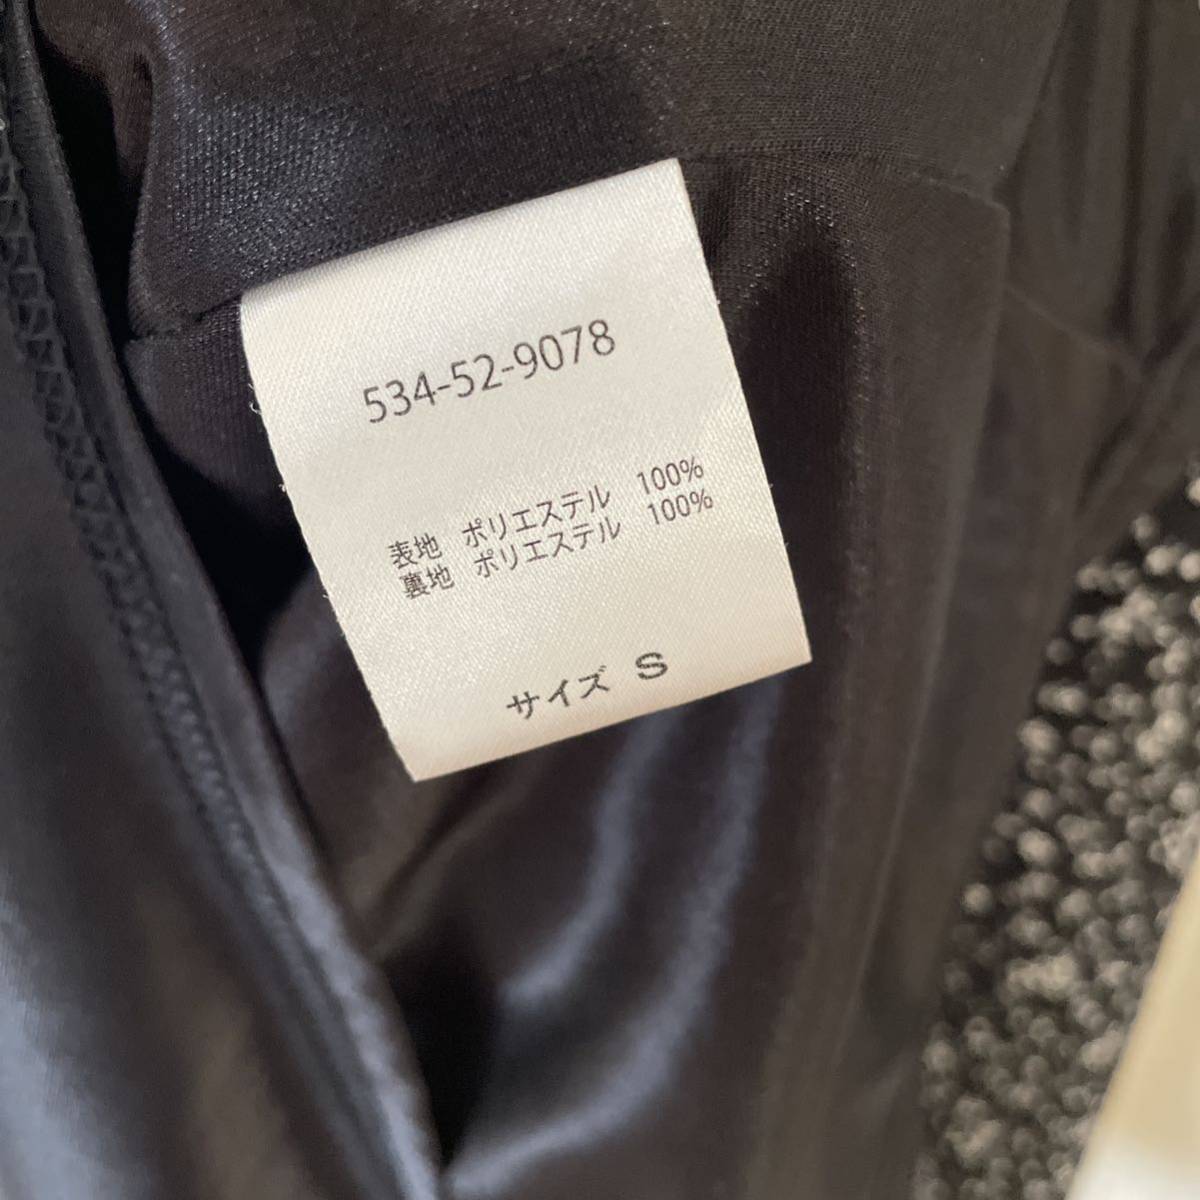 534-52-9078
表地 ポリエステル 100%
裏地 ポリエステル 100%
サイズ S